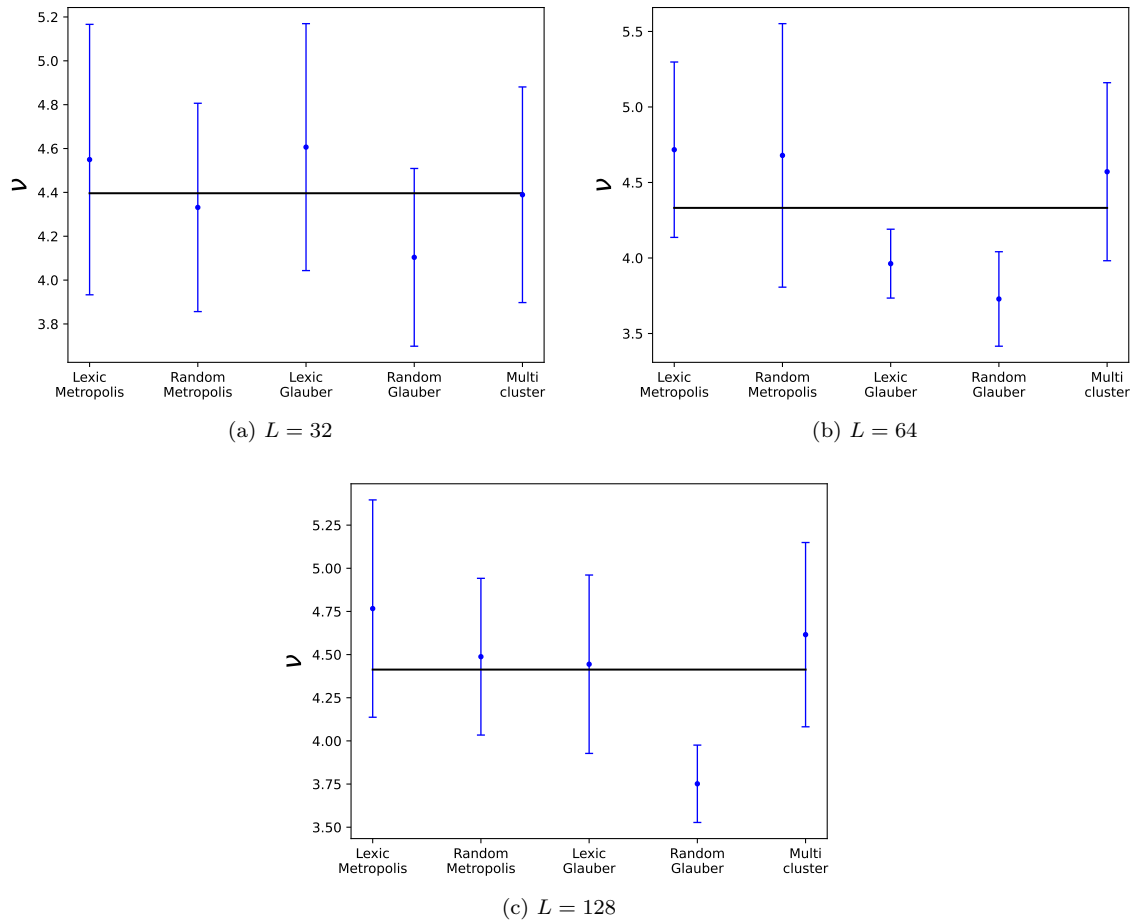 5.2
5.0
4.8
4.6
4.4
4.2
4.0
3.8
ν
Lexic Metropolis
Random Metropolis
Lexic Glauber
Random Glauber
Multi cluster
(a) L = 32
5.5
5.0
4.5
4.0
3.5
ν
Lexic Metropolis
Random Metropolis
Lexic Glauber
Random Glauber
Multi cluster
(b) L = 64
5.25
5.00
4.75
4.50
4.25
4.00
3.75
3.50
ν
Lexic Metropolis
Random Metropolis
Lexic Glauber
Random Glauber
Multi cluster
(c) L = 128